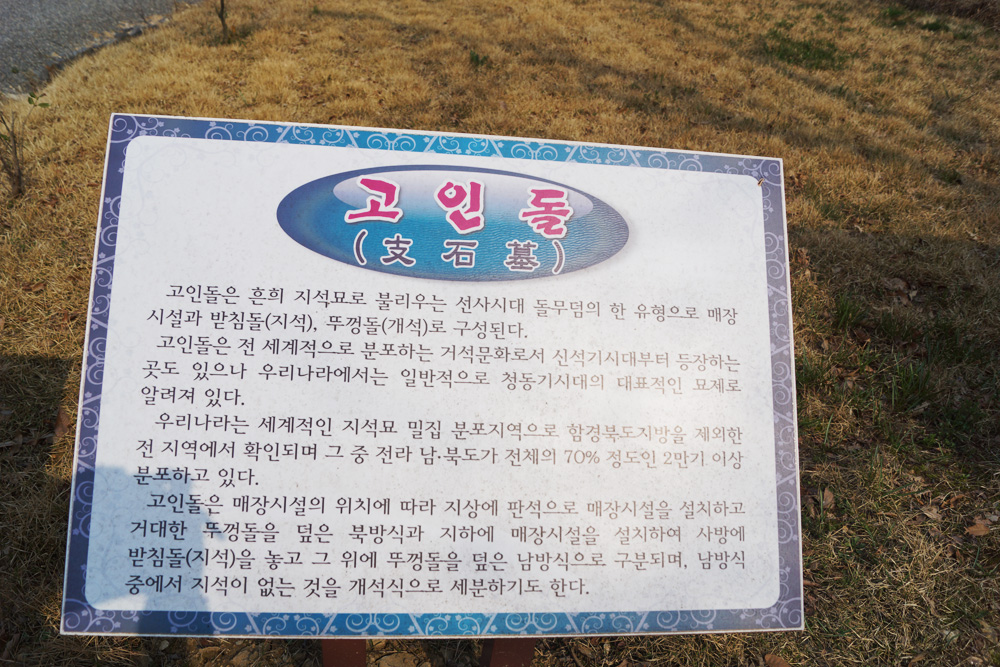 고인돌
(支石墓)
고인돌은 흔희 지석묘로 불리우는 선사시대 돌무덤의 한 유형으로 매장
시설과 받침돌(지석), 뚜껑돌(개석)로 구성된다.
고인돌은 전 세계적으로 분포하는 거석문화로서 신석기시대부터 등장하는
곳도 있으나 우리나라에서는 일반적으로 청동기시대의 대표적인 묘제로
알려져 있다.
우리나라는 세계적인 지석묘 밀집 분포지역으로 함경북도지방을 제외한
전 지역에서 확인되며 그 중 전라 남·북도가 전체의 70% 정도인 2만기 이상
분포하고 있다.
고인돌은 매장시설의 위치에 따라 지상에 판석으로 매장시설을 설치하고
거대한 뚜껑돌을 덮은 북방식과 지하에 매장시설을 설치하여 사방에
받침돌(지석)을 놓고 그 위에 뚜껑돌을 덮은 남방식으로 구분되며, 남방식
중에서 지석이 없는 것을 개석식으로 세분하기도 한다.